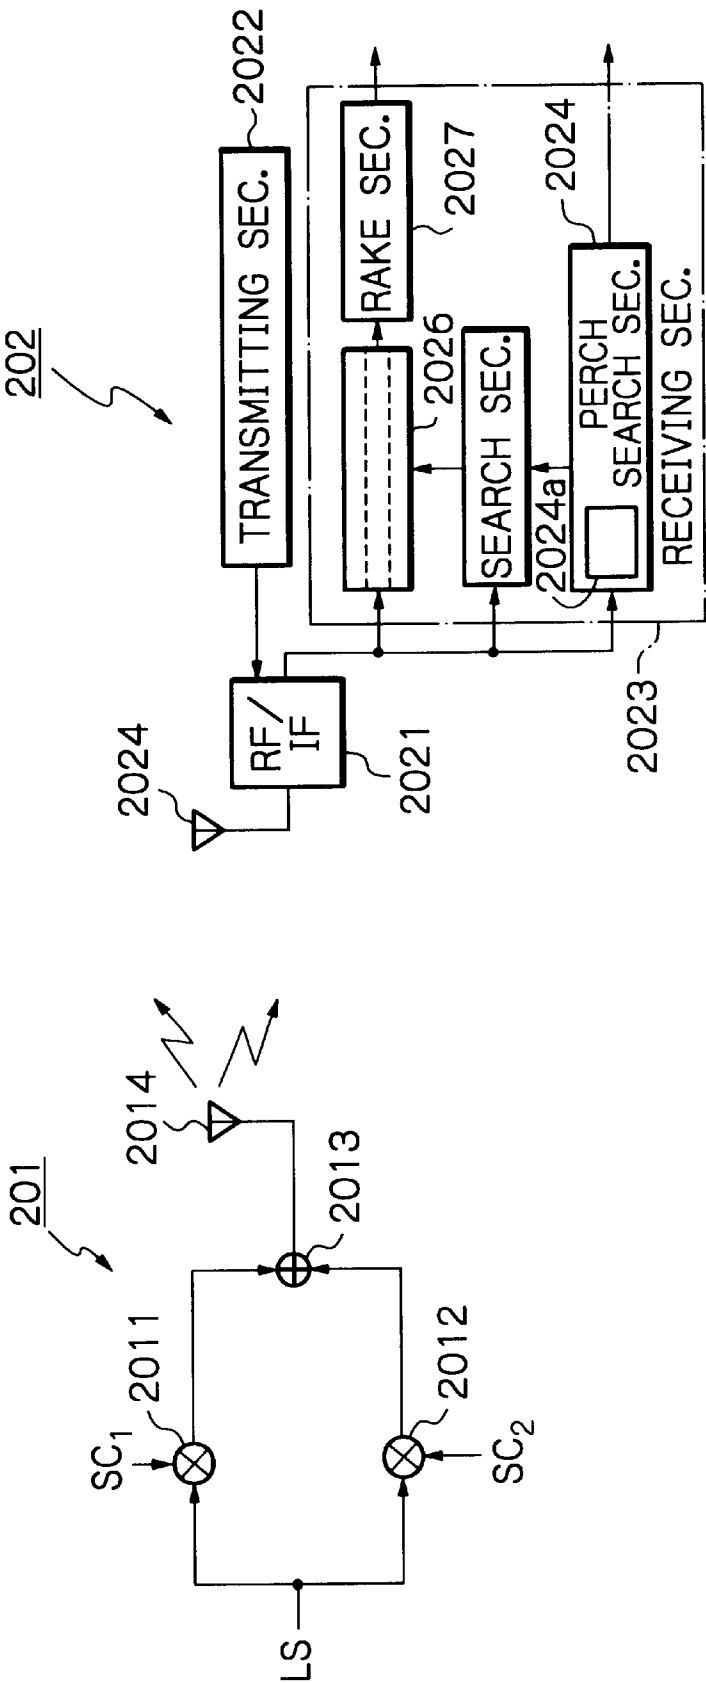 201
LS
SC1
2011
SC2
2012
2013
2014
202
2024
RF/
IF
2021
TRANSMITTING SEC.
2022
2026
RAKE SEC.
2027
SEARCH SEC.
2024a
PERCH
SEARCH SEC.
2024
RECEIVING SEC.
2023